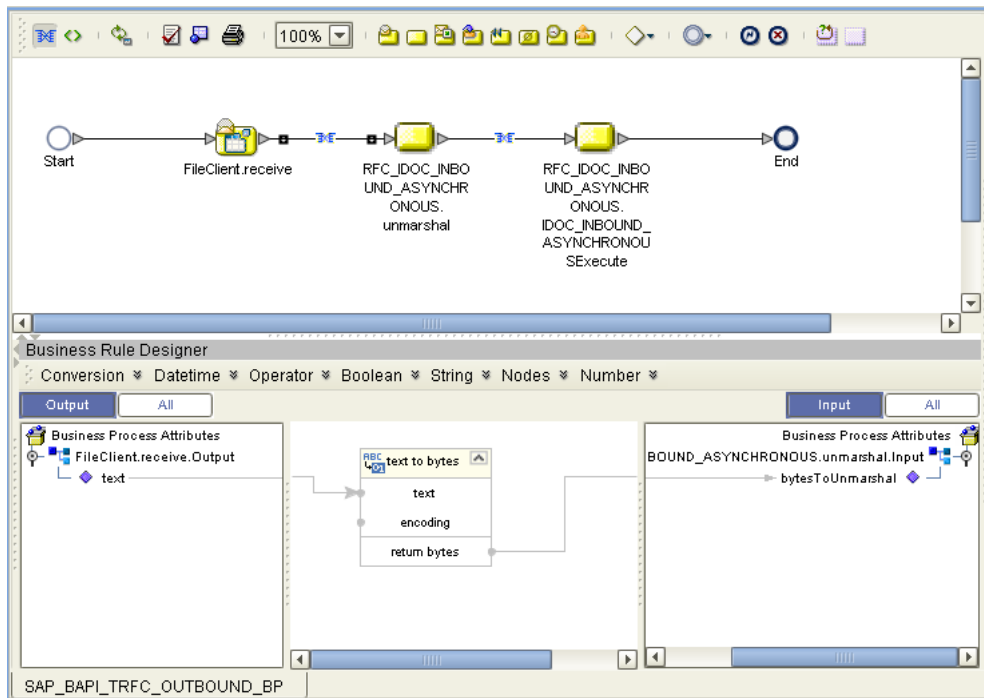 100%
Start
FileClient.receive
RFC_IDOC_INBO
UND_ASYNCHR
ONOUS.
unmarshal
RFC_IDOC_INBO
UND_ASYNCHR
ONOUS.
IDOC_INBOUND_
ASYNCHRONOU
SExecute
End
Business Rule Designer
Conversion Datetime Operator Boolean String Nodes Number
Output All Input All
Business Process Attributes
FileClient.receive.Output
text
ABC
01
text to bytes
text
encoding
return bytes
Business Process Attributes
BOUND_ASYNCHRONOUS.unmarshal.Input
bytesToUnmarshal
SAP_BAPI_TRFC_OUTBOUND_BP